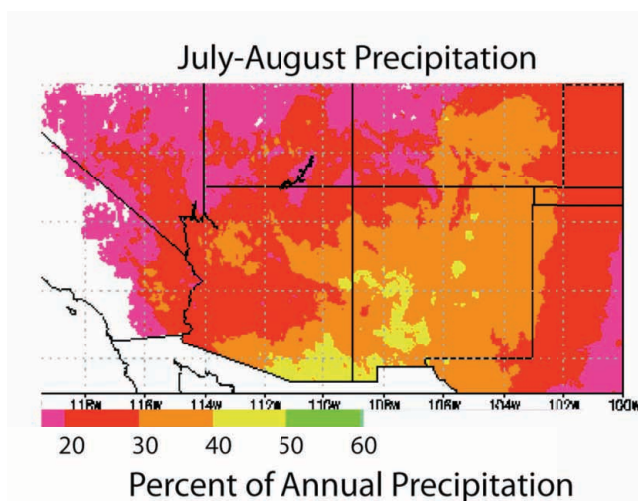 July-August Precipitation
118W 116W 114W 112W 110W 108W 106W 104W 102W 100W
20 30 40 50 60
Percent of Annual Precipitation